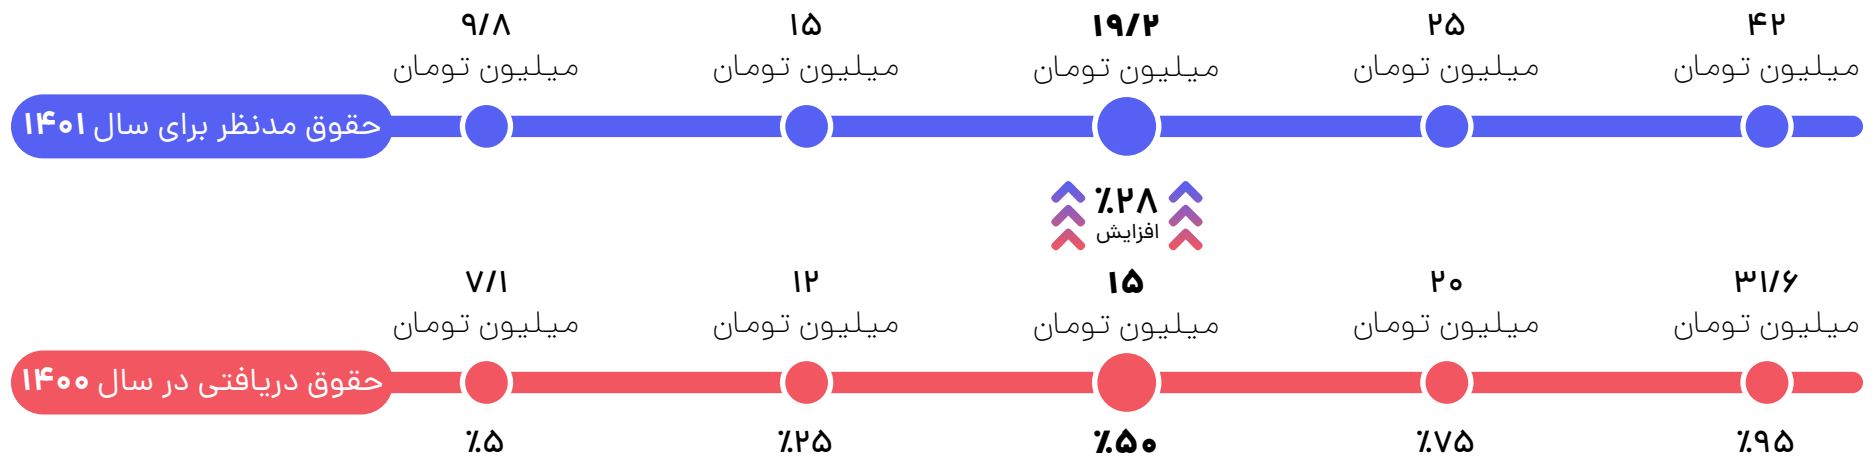 ۹/۸
میلیون تومان
۱۵
میلیون تومان
۱۹/۲
میلیون تومان
۲۵
میلیون تومان
۴۲
میلیون تومان
حقوق مدنظر برای سال ۱۴۰۱
٪۲۸
افزایش
۷/۱
میلیون تومان
۱۲
میلیون تومان
۱۵
میلیون تومان
۲۰
میلیون تومان
۳۱/۶
میلیون تومان
حقوق دریافتی در سال ۱۴۰۰
٪۵
٪۲۵
٪۵۰
٪۷۵
٪۹۵